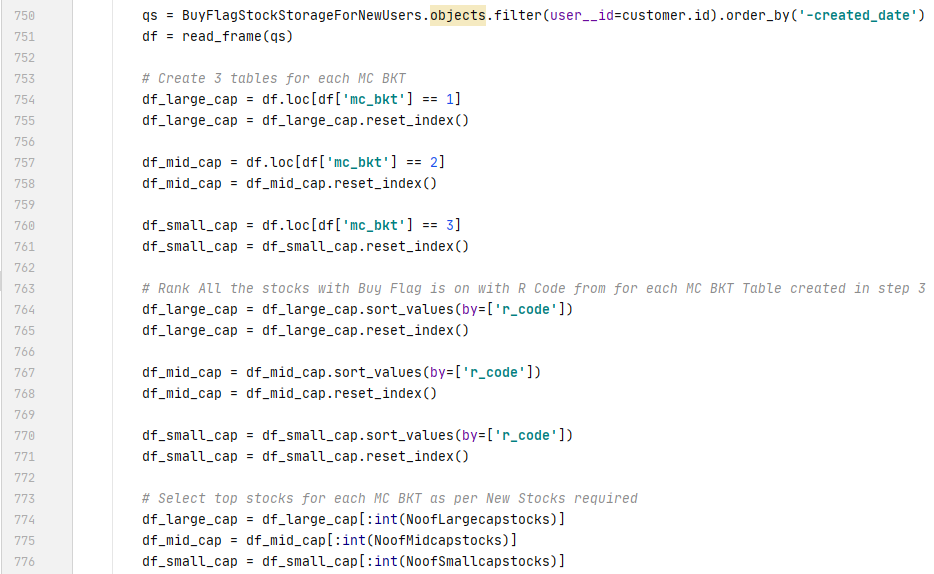 750 qs = BuyFlagStockStorageForNewUsers.objects.filter(user__id=customer.id).order_by('-created_date')
751 df = read_frame(qs)
752
753 # Create 3 tables for each MC BKT
754 df_large_cap = df.loc[df['mc_bkt'] == 1]
755 df_large_cap = df_large_cap.reset_index()
756
757 df_mid_cap = df.loc[df['mc_bkt'] == 2]
758 df_mid_cap = df_mid_cap.reset_index()
759
760 df_small_cap = df.loc[df['mc_bkt'] == 3]
761 df_small_cap = df_small_cap.reset_index()
762
763 # Rank All the stocks with Buy Flag is on with R Code from for each MC BKT Table created in step 3
764 df_large_cap = df_large_cap.sort_values(by=['r_code'])
765 df_large_cap = df_large_cap.reset_index()
766
767 df_mid_cap = df_mid_cap.sort_values(by=['r_code'])
768 df_mid_cap = df_mid_cap.reset_index()
769
770 df_small_cap = df_small_cap.sort_values(by=['r_code'])
771 df_small_cap = df_small_cap.reset_index()
772
773 # Select top stocks for each MC BKT as per New Stocks required
774 df_large_cap = df_large_cap[:int(NoofLargecapstocks)]
775 df_mid_cap = df_mid_cap[:int(NoofMidcapstocks)]
776 df_small_cap = df_small_cap[:int(NoofSmallcapstocks)]